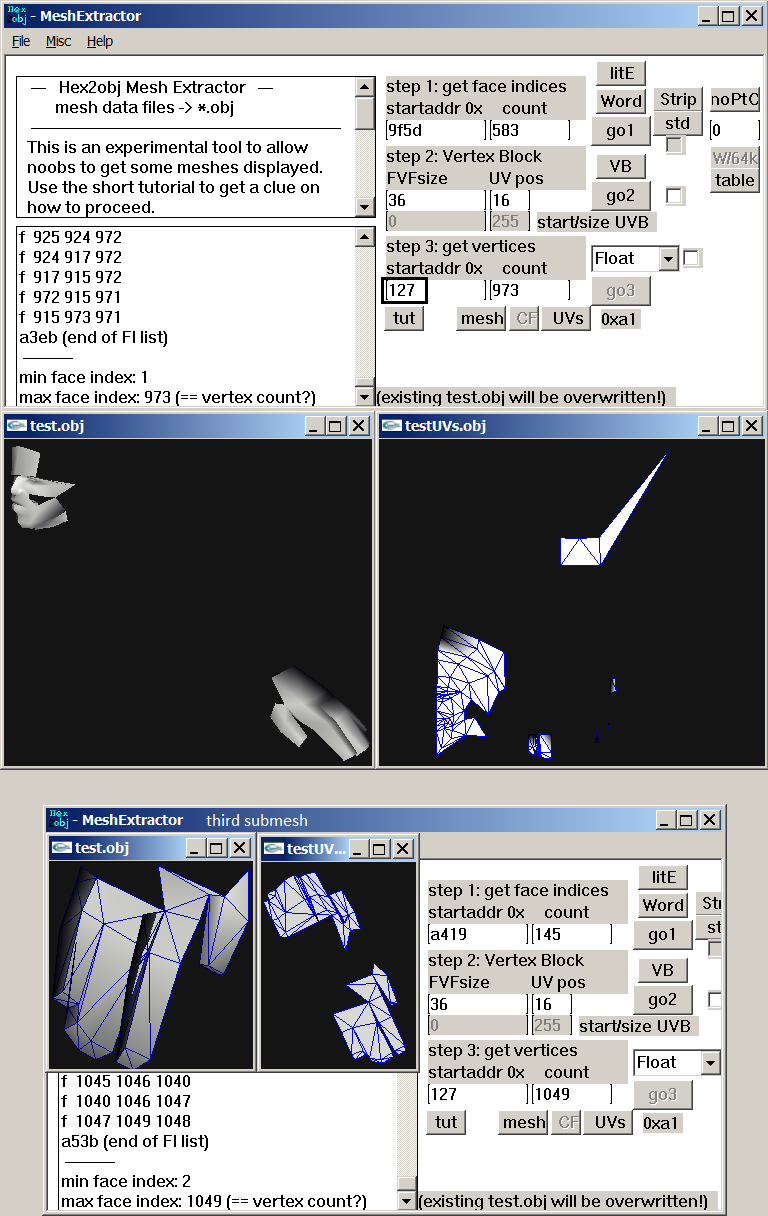 Hex obj - MeshExtractor
File Misc Help
— Hex2obj Mesh Extractor —
mesh data files -> *.obj
This is an experimental tool to allow
noobs to get some meshes displayed.
Use the short tutorial to get a clue on
how to proceed.
f 925 924 972
f 924 917 972
f 917 915 972
f 972 915 971
f 915 973 971
a3eb (end of FI list)
min face index: 1
max face index: 973 (== vertex count?)
step 1: get face indices
startaddr 0x count
9f5d 583
litE
Word
go1
Strip
std
noPtC
0
step 2: Vertex Block
FVFsize UV pos
36 16
0 255 start/size UVB
VB
go2
W/64k
table
step 3: get vertices
startaddr 0x count
127 973
Float
go3
tut mesh CF UVs 0xa1
(existing test.obj will be overwritten!)
test.obj
testUVs.obj
Hex obj - MeshExtractor third submesh
test.obj
testUV...
step 1: get face indices
startaddr 0x count
a419 145
litE
Word
go1
Str
st
step 2: Vertex Block
FVFsize UV pos
36 16
0 255 start/size UVB
VB
go2
step 3: get vertices
startaddr 0x count
127 1049
Float
go3
tut mesh CF UVs 0xa1
f 1045 1046 1040
f 1040 1046 1047
f 1047 1049 1048
a53b (end of FI list)
min face index: 2
max face index: 1049 (== vertex count?)
(existing test.obj will be overwritten!)